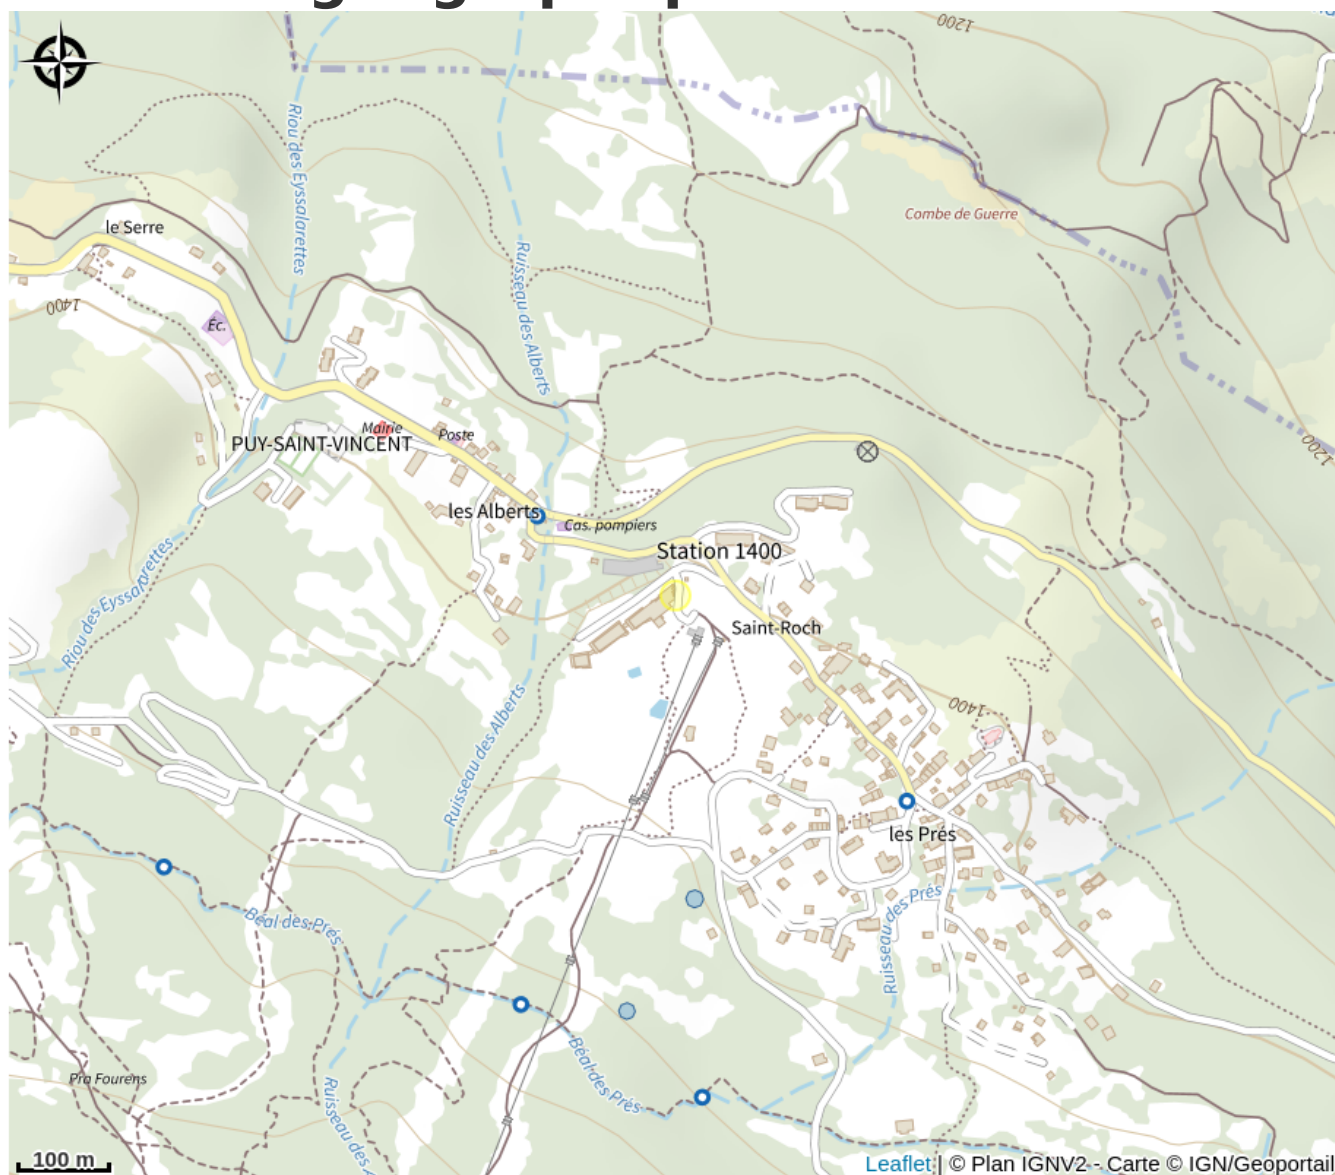 1200
Riou des Eyssalarettes
Combe de Guerre
le Serre
Ruisseau des Alberts
1400
Éc.
Mairie
Poste
PUY-SAINT-VINCENT
1200
les Alberts
Cas. pompiers
Station 1400
Riou des Eyssalarettes
Saint-Roch
1400
Ruisseau des Alberts
les Prés
Ruisseau des Prés
Béal des Prés
Béal des Prés
Pra Fourens
Ruisseau des
100 m
Leaflet | © Plan IGNV2 - Carte © IGN/Geoportail